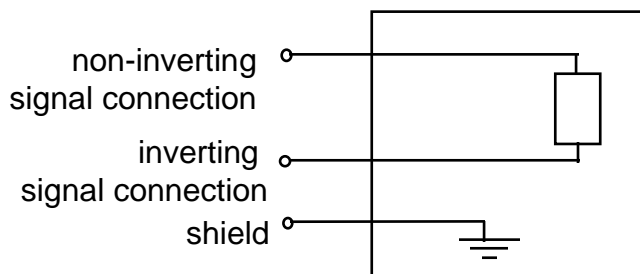 non-inverting
signal connection
inverting
signal connection
shield